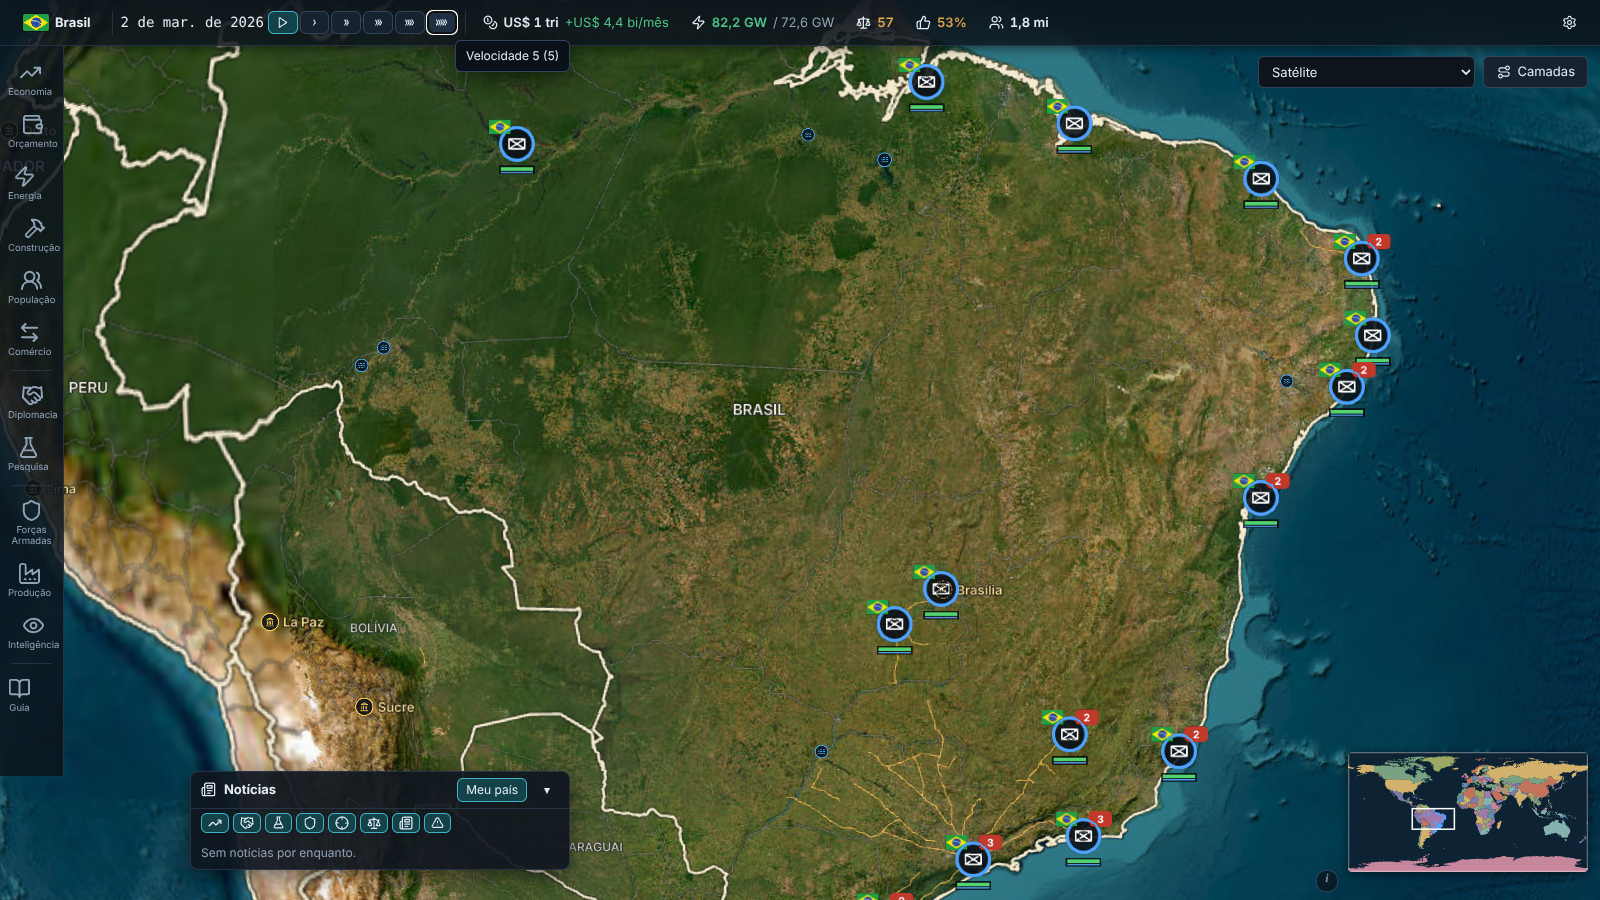 Brasil
2 de mar. de 2026
US$ 1 tri +US$ 4,4 bi/mês
82,2 GW / 72,6 GW
57
53%
1,8 mi
Velocidade 5 (5)
Satélite
Camadas
Economia
Orçamento
Energia
Construção
População
Comércio
Diplomacia
Pesquisa
Forças
Armadas
Produção
Inteligência
Guia
PERU
BRASIL
BOLÍVIA
PARAGUAI
La Paz
Sucre
Brasília
2
2
2
2
2
3
3
Notícias
Meu país
Sem notícias por enquanto.
i